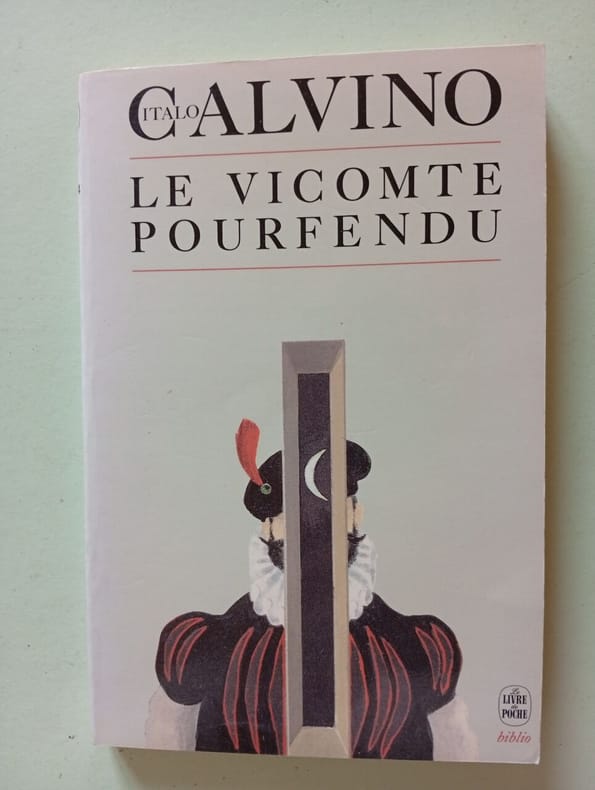 ITALO CALVINO
LE VICOMTE
POURFENDU
Le
LIVRE
de
POCHE
biblio